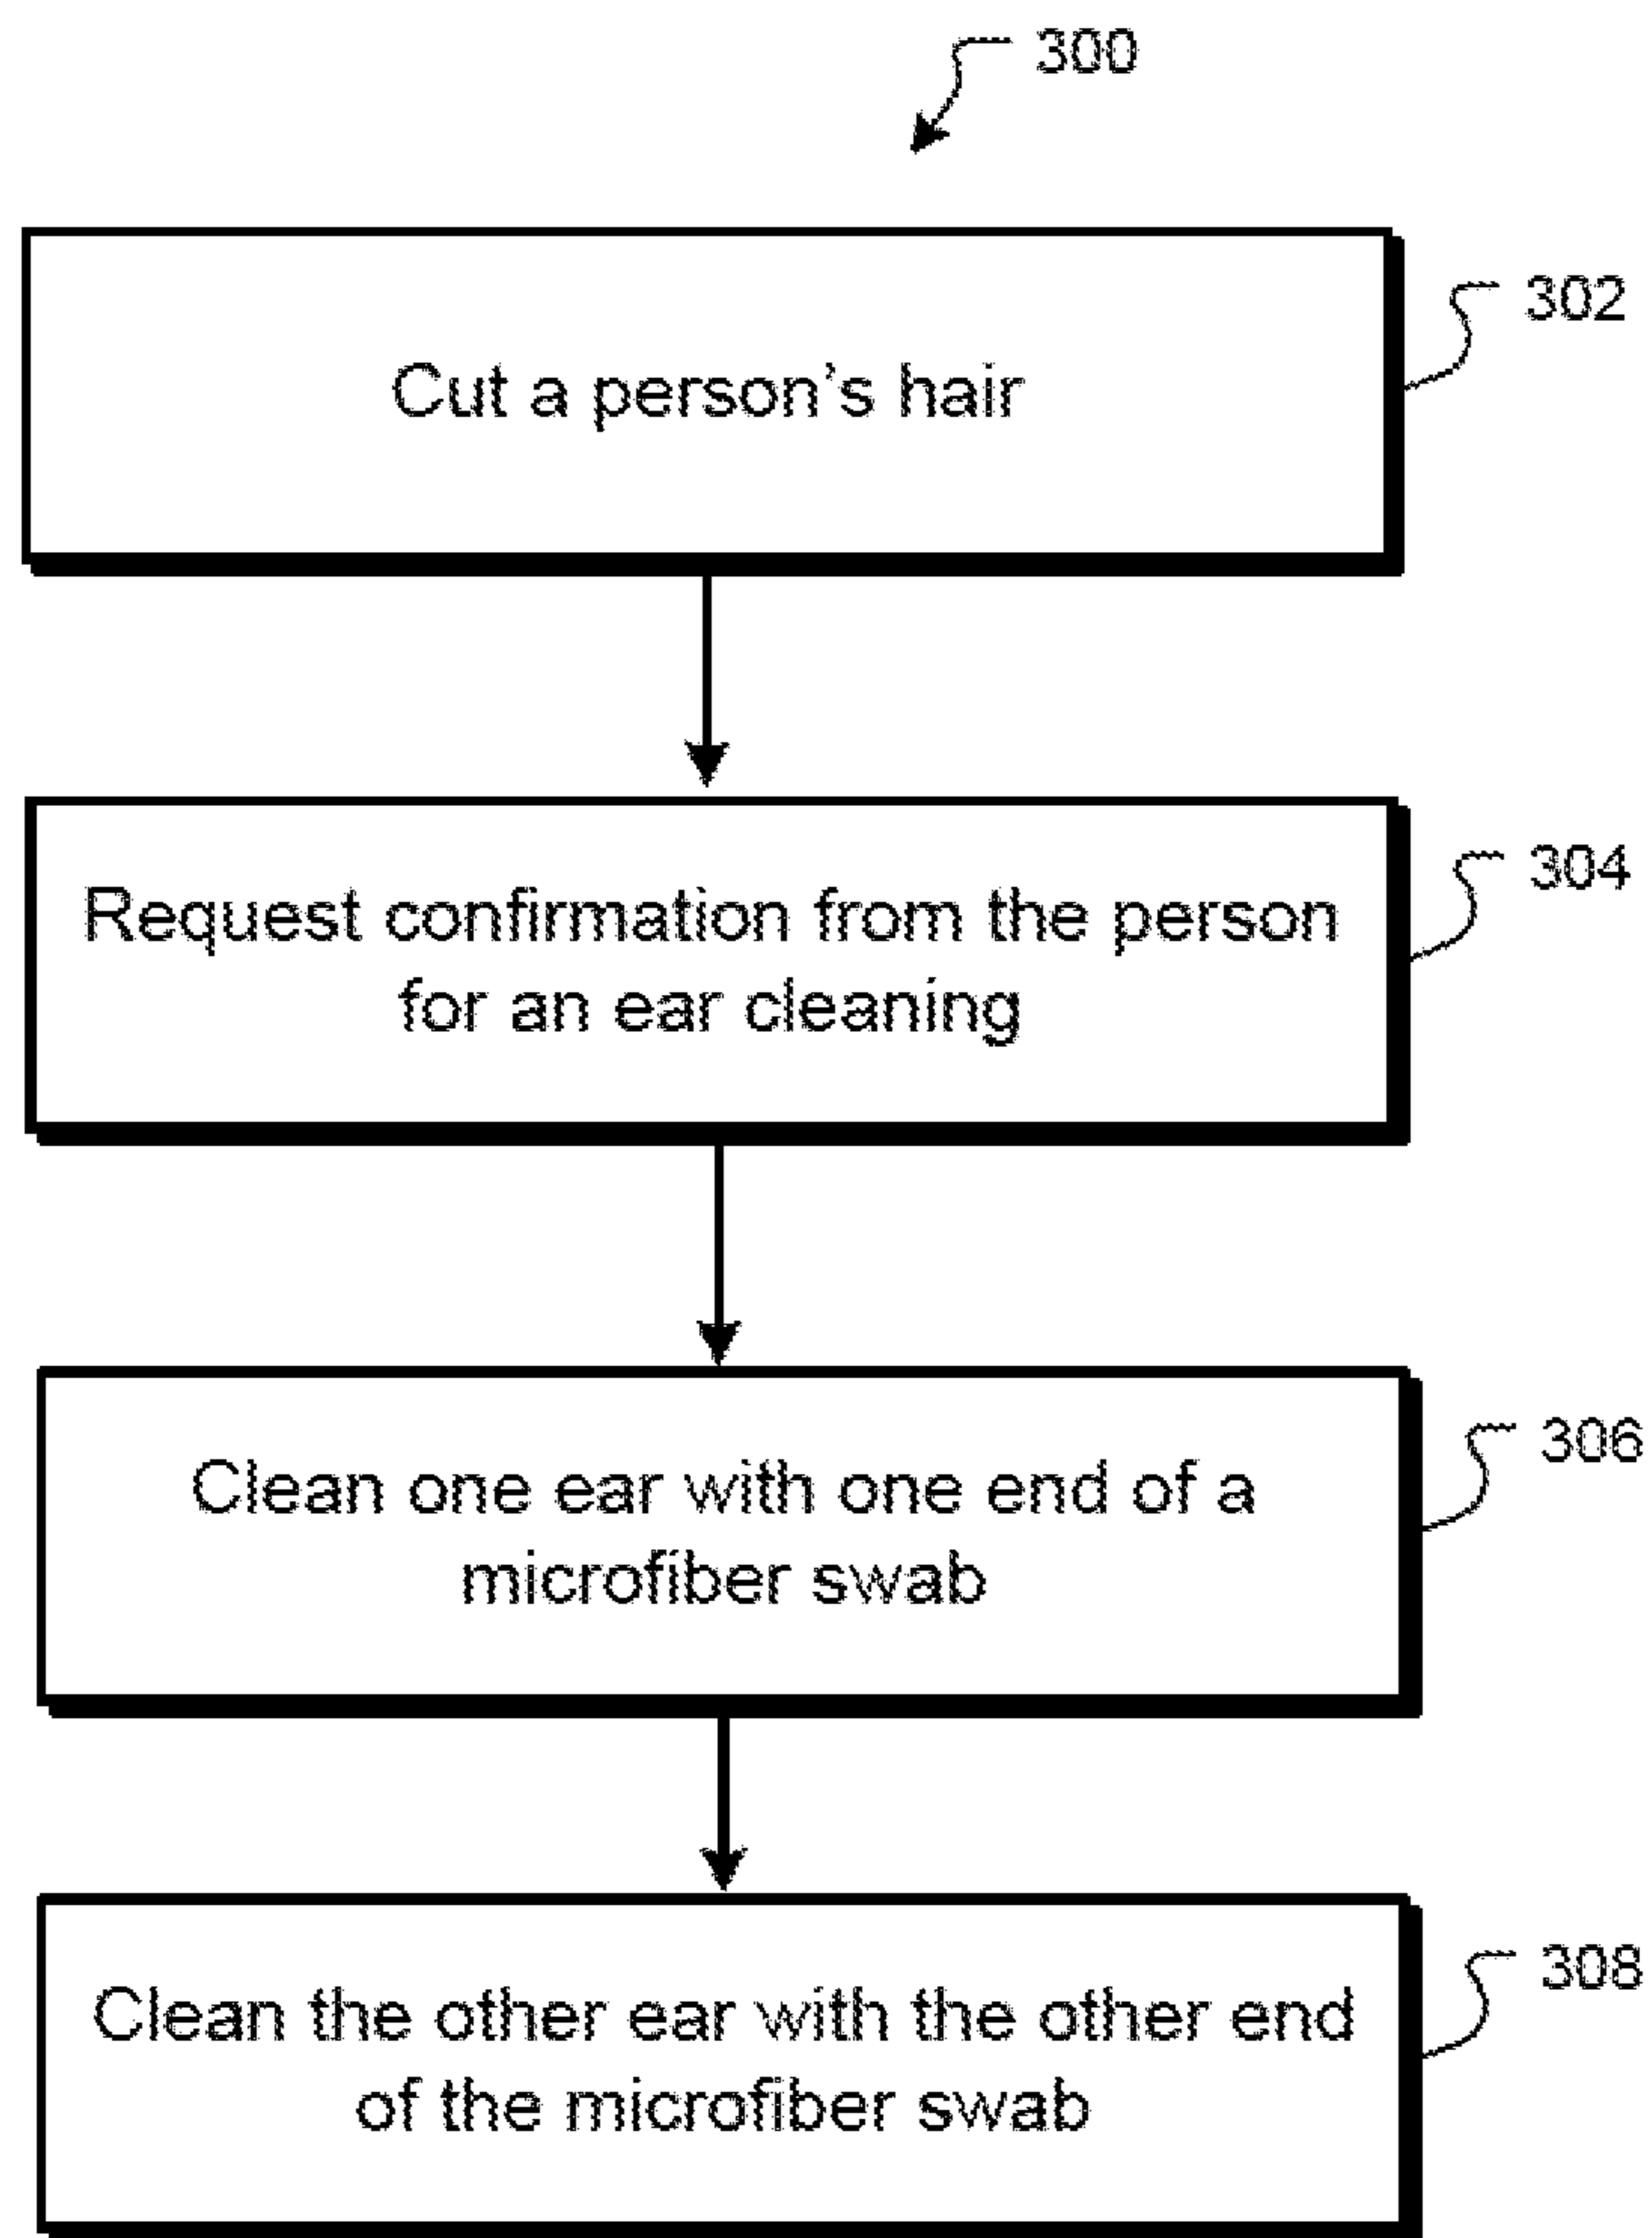 300
Cut a person's hair
302
Request confirmation from the person
for an ear cleaning
304
Clean one ear with one end of a
microfiber swab
306
Clean the other ear with the other end
of the microfiber swab
308